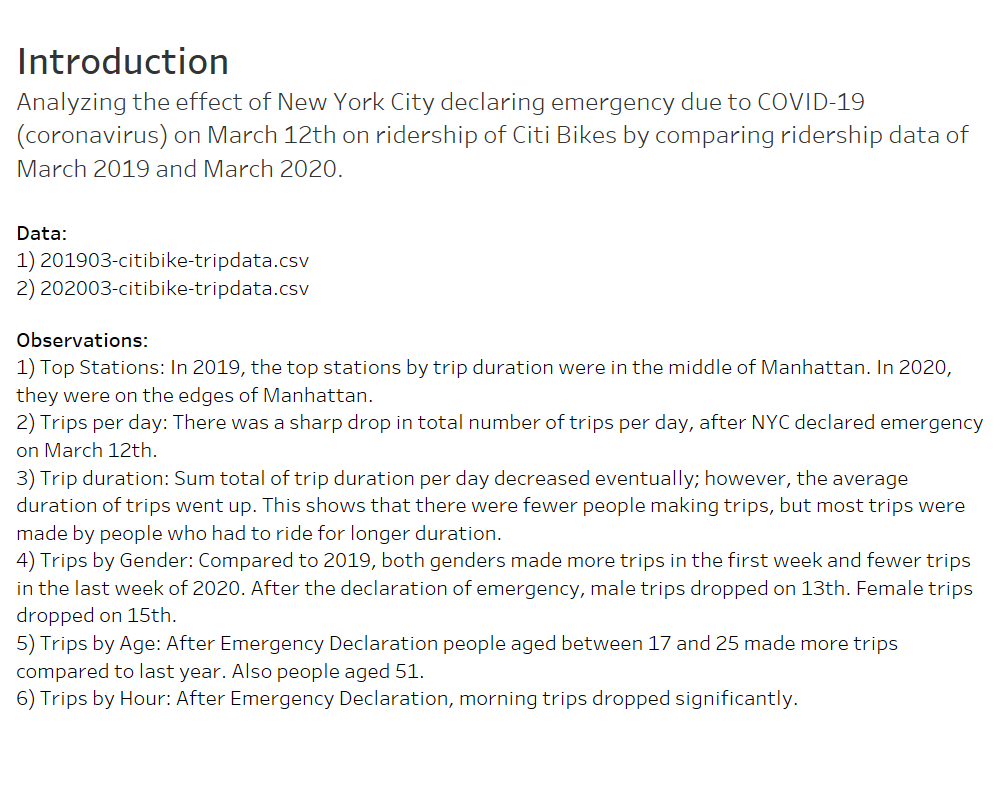 Introduction
Analyzing the effect of New York City declaring emergency due to COVID-19
(coronavirus) on March 12th on ridership of Citi Bikes by comparing ridership data of
March 2019 and March 2020.
Data:
1) 201903-citibike-tripdata.csv
2) 202003-citibike-tripdata.csv
Observations:
1) Top Stations: In 2019, the top stations by trip duration were in the middle of Manhattan. In 2020,
they were on the edges of Manhattan.
2) Trips per day: There was a sharp drop in total number of trips per day, after NYC declared emergency
on March 12th.
3) Trip duration: Sum total of trip duration per day decreased eventually; however, the average
duration of trips went up. This shows that there were fewer people making trips, but most trips were
made by people who had to ride for longer duration.
4) Trips by Gender: Compared to 2019, both genders made more trips in the first week and fewer trips
in the last week of 2020. After the declaration of emergency, male trips dropped on 13th. Female trips
dropped on 15th.
5) Trips by Age: After Emergency Declaration people aged between 17 and 25 made more trips
compared to last year. Also people aged 51.
6) Trips by Hour: After Emergency Declaration, morning trips dropped significantly.